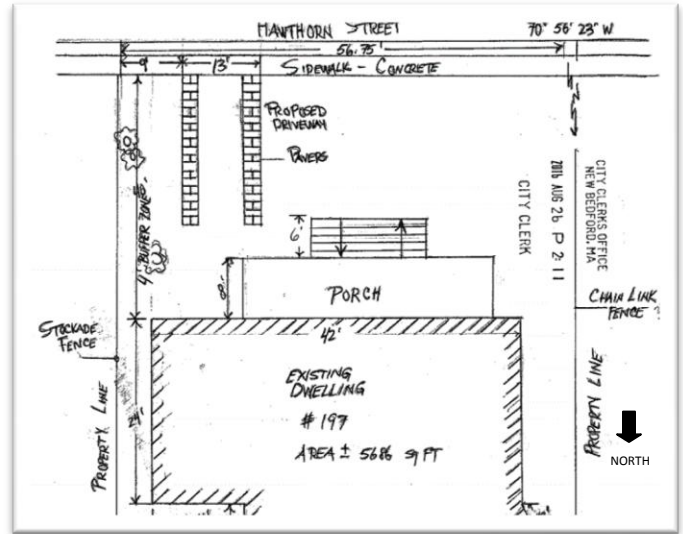 HAWTHORN STREET 70° 56' 23" W
56.75'
9' 13' SIDEWALK - CONCRETE
PROPOSED
DRIVEWAY
PAVERS
4' BUFFER ZONE
6'
8'
PORCH
CITY CLERK
2016 AUG 26 P 2:11
CITY CLERKS OFFICE
NEW BEDFORD, MA
CHAIN LINK
FENCE
STOCKADE
FENCE
42'
EXISTING
DWELLING
# 197
AREA ± 5686 SQ FT
24'
PROPERTY LINE
PROPERTY LINE
NORTH